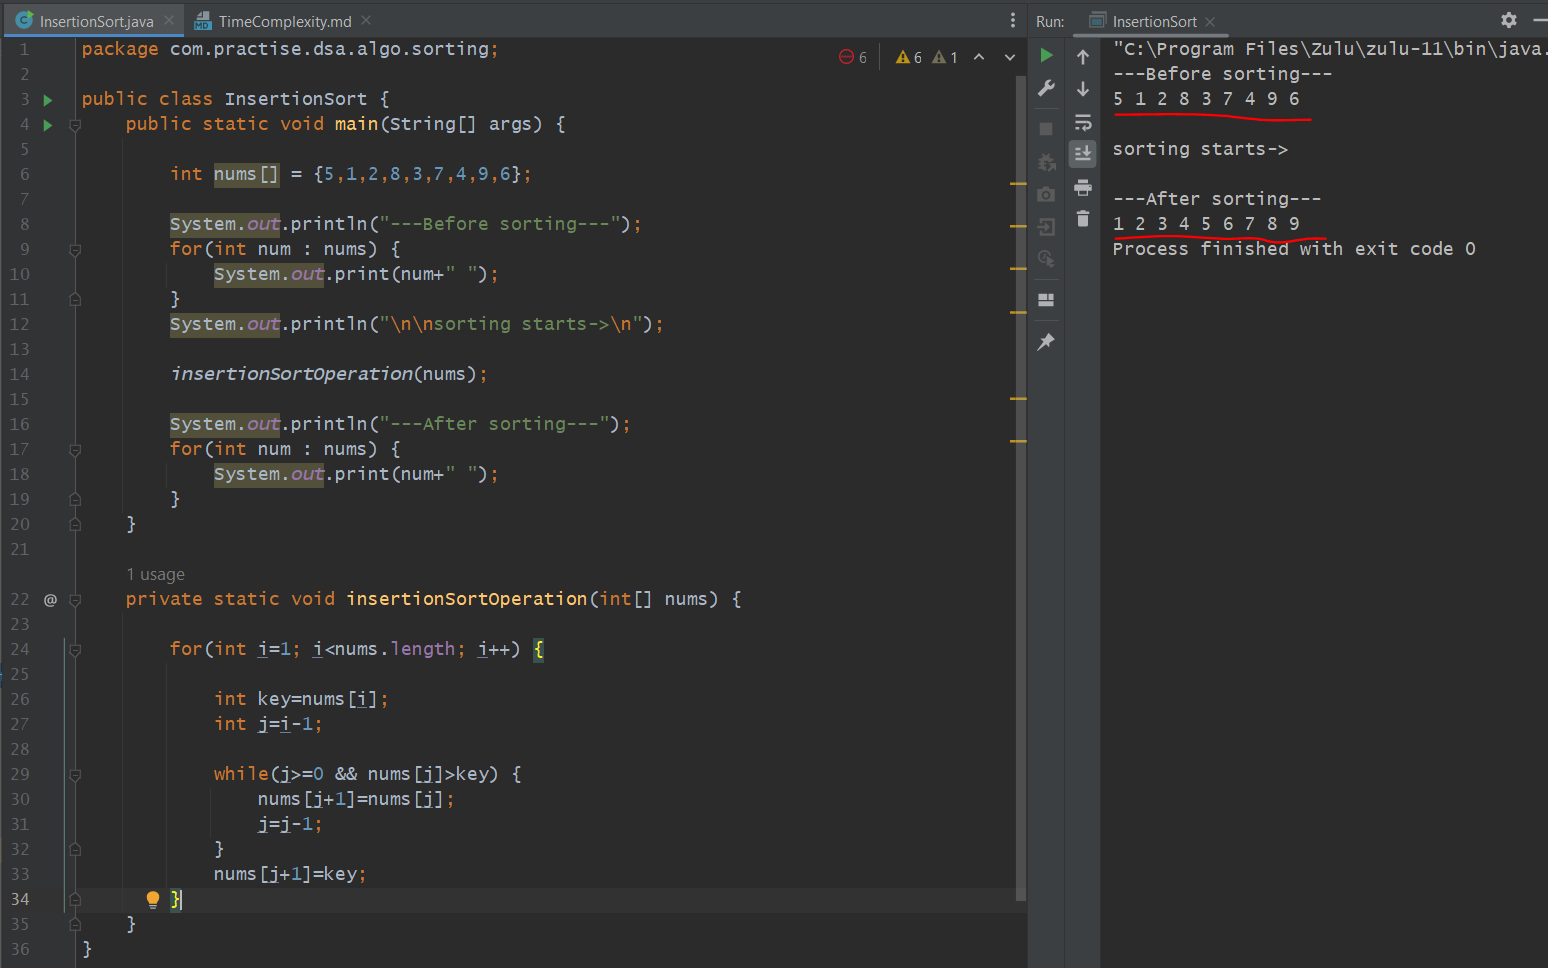 InsertionSort.java
TimeComplexity.md
Run:
InsertionSort
6
6
1
1 package com.practise.dsa.algo.sorting;
2
3 public class InsertionSort {
4     public static void main(String[] args) {
5
6         int nums[] = {5,1,2,8,3,7,4,9,6};
7
8         System.out.println("---Before sorting---");
9         for(int num : nums) {
10             System.out.print(num+" ");
11         }
12         System.out.println("\n\nsorting starts->\n");
13
14         insertionSortOperation(nums);
15
16         System.out.println("---After sorting---");
17         for(int num : nums) {
18             System.out.print(num+" ");
19         }
20     }
21
1 usage
22 @     private static void insertionSortOperation(int[] nums) {
23
24         for(int i=1; i<nums.length; i++) {
25
26             int key=nums[i];
27             int j=i-1;
28
29             while(j>=0 && nums[j]>key) {
30                 nums[j+1]=nums[j];
31                 j=j-1;
32             }
33             nums[j+1]=key;
34         }
35     }
36 }
"C:\Program Files\Zulu\zulu-11\bin\java.
---Before sorting---
5 1 2 8 3 7 4 9 6
sorting starts->
---After sorting---
1 2 3 4 5 6 7 8 9
Process finished with exit code 0